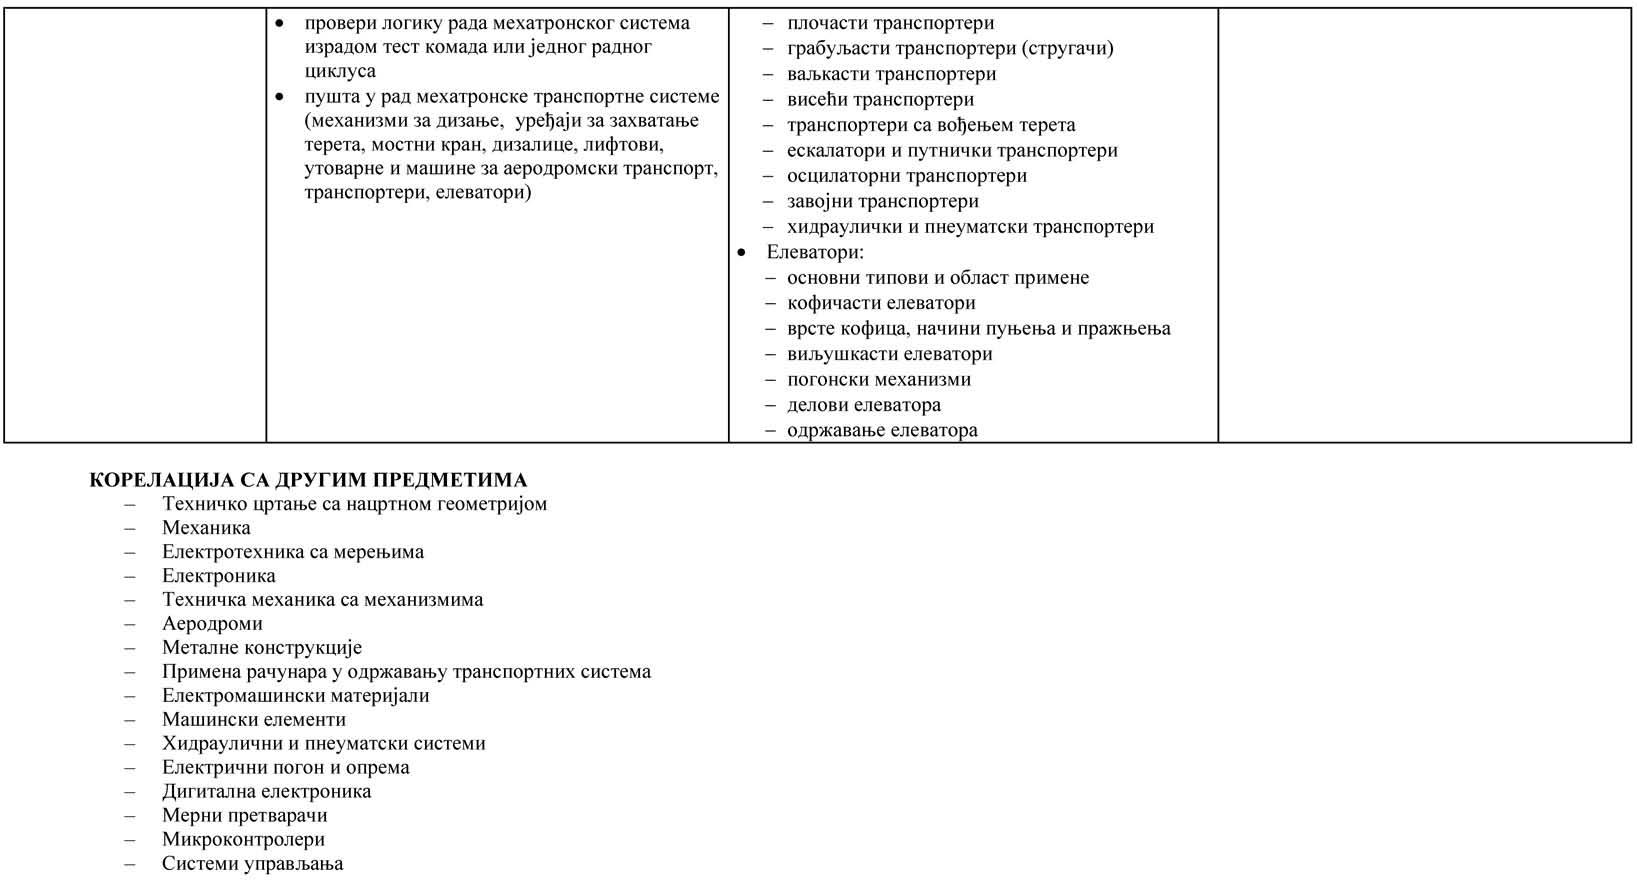 • провери логику рада мехатронског система
израдом тест комада или једног радног
циклуса
• пушта у рад мехатронске транспортне системе
(механизми за дизање,  уређаји за захватање
терета, мостни кран, дизалице, лифтови,
утоварне и машине за аеродромски транспорт,
транспортери, елеватори)
– плочасти транспортери
– грабуљасти транспортери (стругачи)
– ваљкасти транспортери
– висећи транспортери
– транспортери са вођењем терета
– ескалатори и путнички транспортери
– осцилаторни транспортери
– завојни транспортери
– хидраулички и пнеуматски транспортери
• Елеватори:
– основни типови и област примене
– кофичасти елеватори
– врсте кофица, начини пуњења и пражњења
– виљушкасти елеватори
– погонски механизми
– делови елеватора
– одржавање елеватора
КОРЕЛАЦИЈА СА ДРУГИМ ПРЕДМЕТИМА
– Техничко цртање са нацртном геометријом
– Механика
– Електротехника са мерењима
– Електроника
– Техничка механика са механизмима
– Аеродроми
– Металне конструкције
– Примена рачунара у одржавању транспортних система
– Електромашински материјали
– Машински елементи
– Хидраулични и пнеуматски системи
– Електрични погон и опрема
– Дигитална електроника
– Мерни претварачи
– Микроконтролери
– Системи управљања